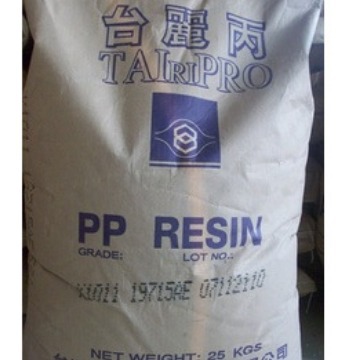 台麗丙
TAIRIPRO
PP RESIN
GRADE: LOT NO.:
K1011 19715AE 07112110
NET WEIGHT: 25 KGS